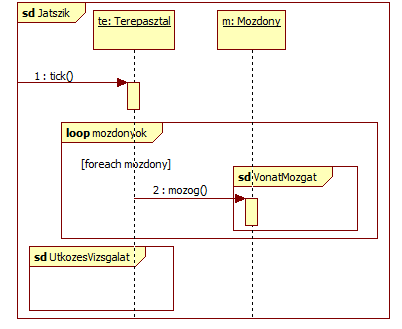 sd Jatszik
te: Terepasztal
m: Mozdony
1 : tick()
loop mozdonyok
[foreach mozdony]
sd VonatMozgat
2 : mozog()
sd UtkozesVizsgalat